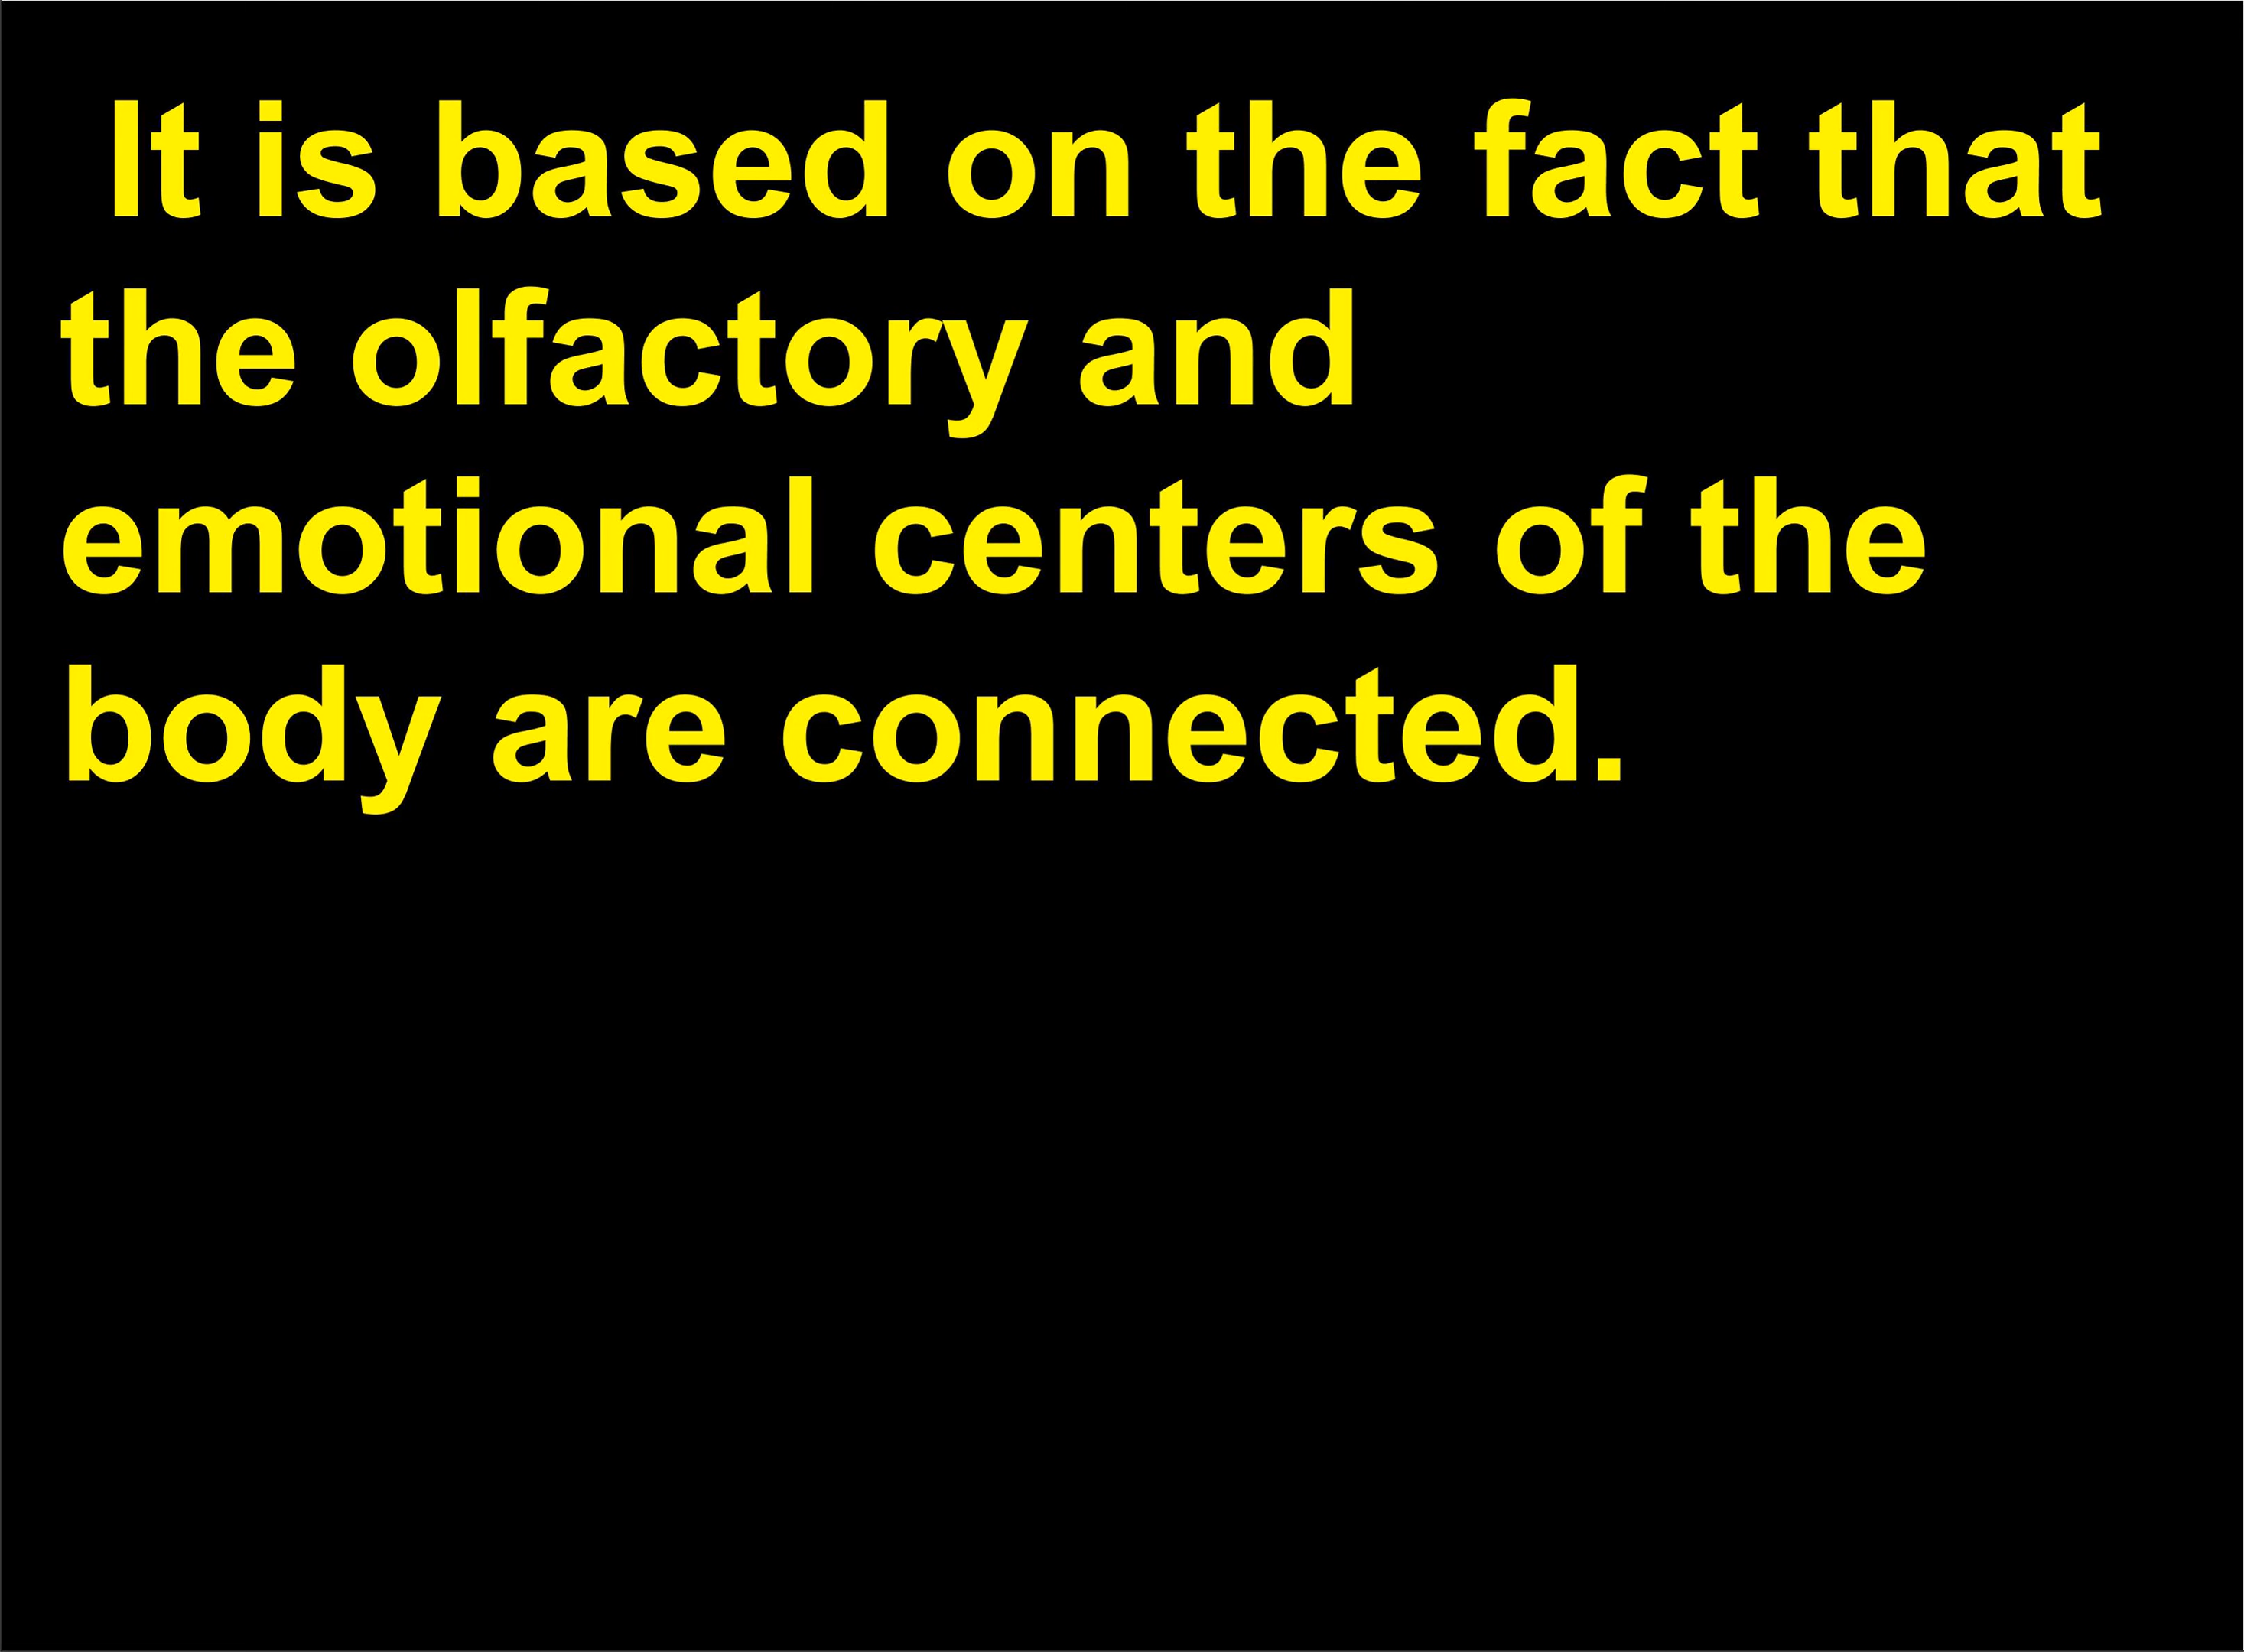 It is based on the fact that
the olfactory and
emotional centers of the
body are connected.